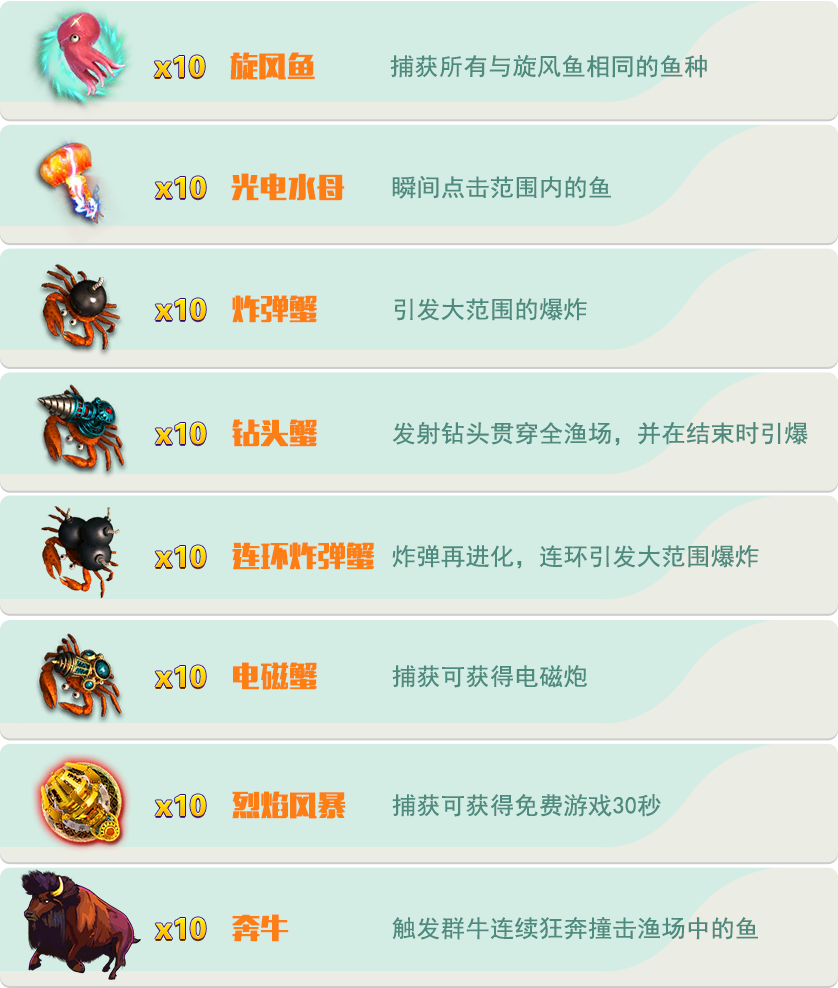 x10 旋风鱼 捕获所有与旋风鱼相同的鱼种
x10 光电水母 瞬间点击范围内的鱼
x10 炸弹蟹 引发大范围的爆炸
x10 钻头蟹 发射钻头贯穿全渔场，并在结束时引爆
x10 连环炸弹蟹 炸弹再进化，连环引发大范围爆炸
x10 电磁蟹 捕获可获得电磁炮
x10 烈焰风暴 捕获可获得免费游戏30秒
x10 奔牛 触发群牛连续狂奔撞击渔场中的鱼